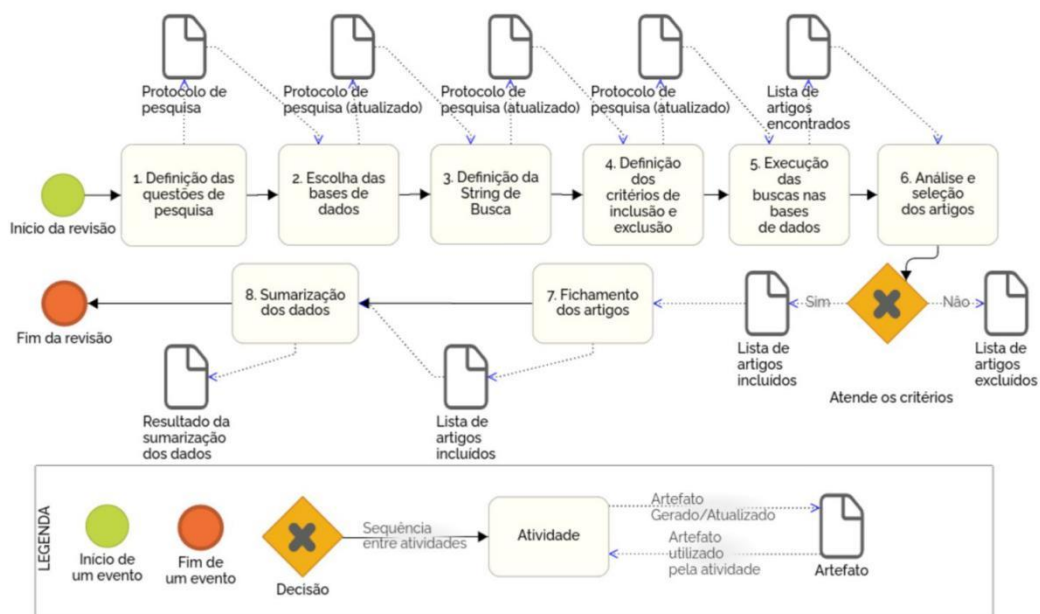 Protocolo de
pesquisa
Protocolo de
pesquisa (atualizado)
Protocolo de
pesquisa (atualizado)
Protocolo de
pesquisa (atualizado)
Lista de
artigos
encontrados
Início da revisão
1. Definição das
questões de
pesquisa
2. Escolha das
bases de
dados
3. Definição da
String de
Busca
4. Definição
dos
critérios de
inclusão e
exclusão
5. Execução
das
buscas nas
bases
de dados
6. Análise e
seleção
dos artigos
Fim da revisão
8. Sumarização
dos dados
7. Fichamento
dos artigos
Sim
Não
Resultado da
sumarização
dos dados
Lista de
artigos
incluídos
Lista de
artigos
incluídos
Lista de
artigos
excluídos
Atende os critérios
LEGENDA
Início de
um evento
Fim de
um evento
Decisão
Sequência
entre atividades
Atividade
Artefato
Gerado/Atualizado
Artefato
utilizado
pela atividade
Artefato